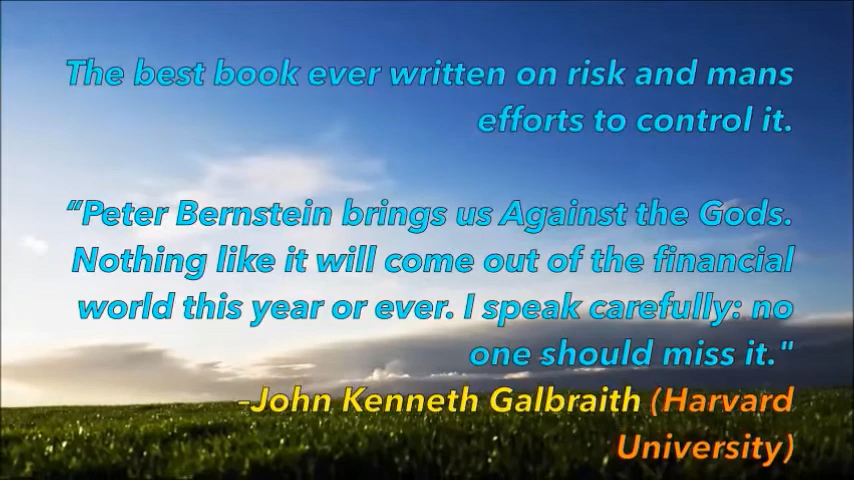 The best book ever written on risk and mans
efforts to control it.
“Peter Bernstein brings us Against the Gods.
Nothing like it will come out of the financial
world this year or ever. I speak carefully: no
one should miss it."
–John Kenneth Galbraith (Harvard
University)